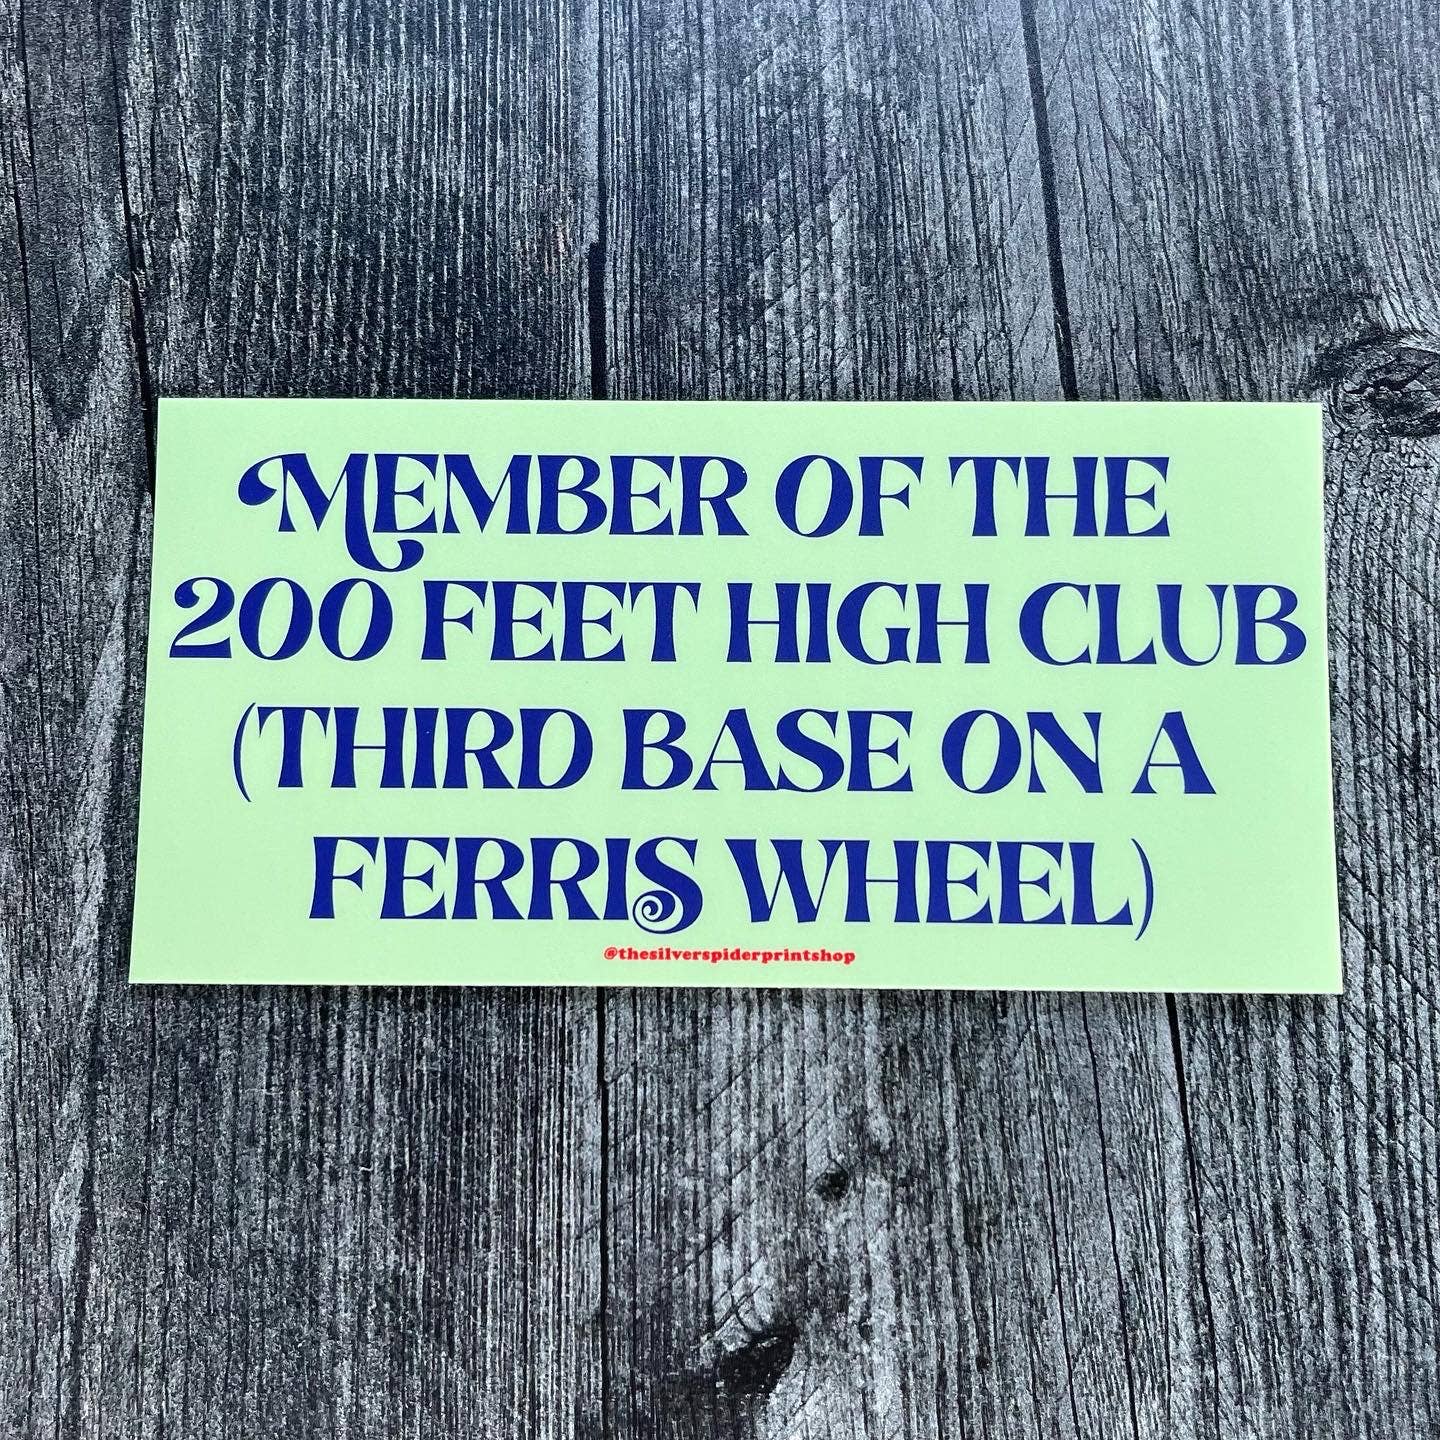 MEMBER OF THE
200 FEET HIGH CLUB
(THIRD BASE ON A
FERRIS WHEEL)
@thesilverspiderprintshop